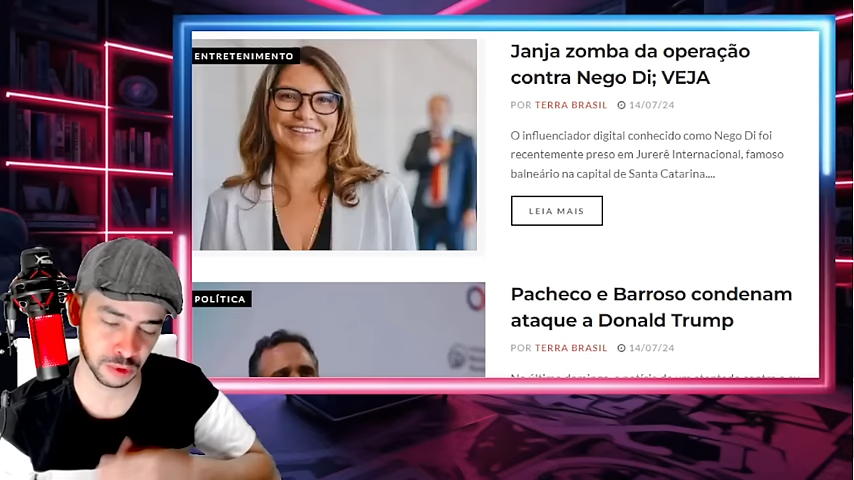 ENTRETENIMENTO
Janja zomba da operação
contra Nego Di; VEJA
POR TERRA BRASIL 14/07/24
O influenciador digital conhecido como Nego Di foi
recentemente preso em Jurerê Internacional, famoso
balneário na capital de Santa Catarina....
LEIA MAIS
POLÍTICA
Pacheco e Barroso condenam
ataque a Donald Trump
POR TERRA BRASIL 14/07/24